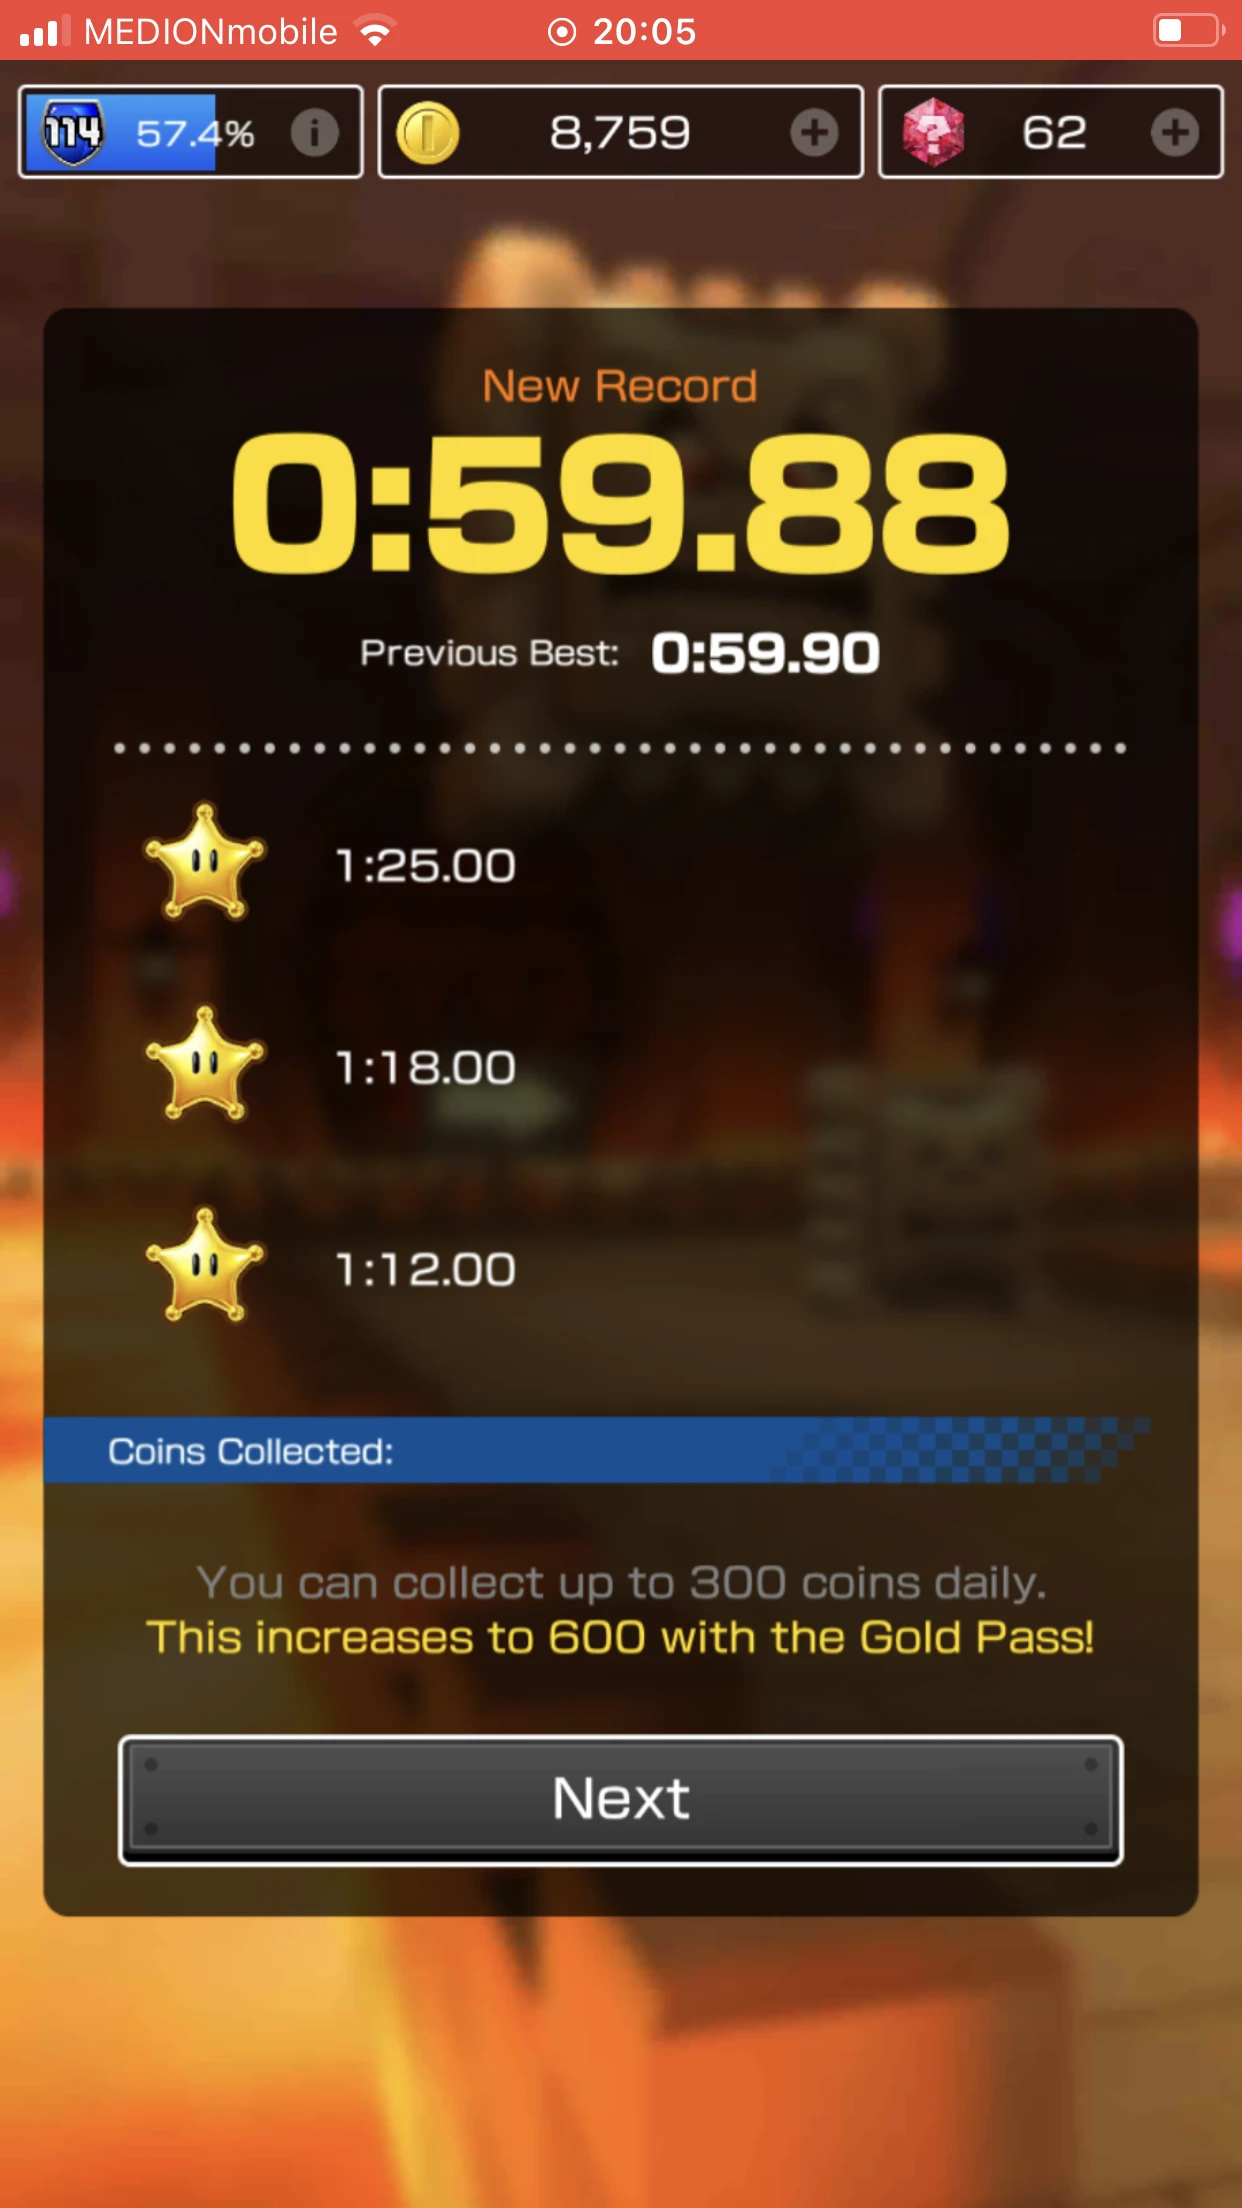 MEDIONmobile 20:05
114 57.4% i 8,759 + ? 62 +
New Record
0:59.88
Previous Best: 0:59.90
1:25.00
1:18.00
1:12.00
Coins Collected:
You can collect up to 300 coins daily.
This increases to 600 with the Gold Pass!
Next